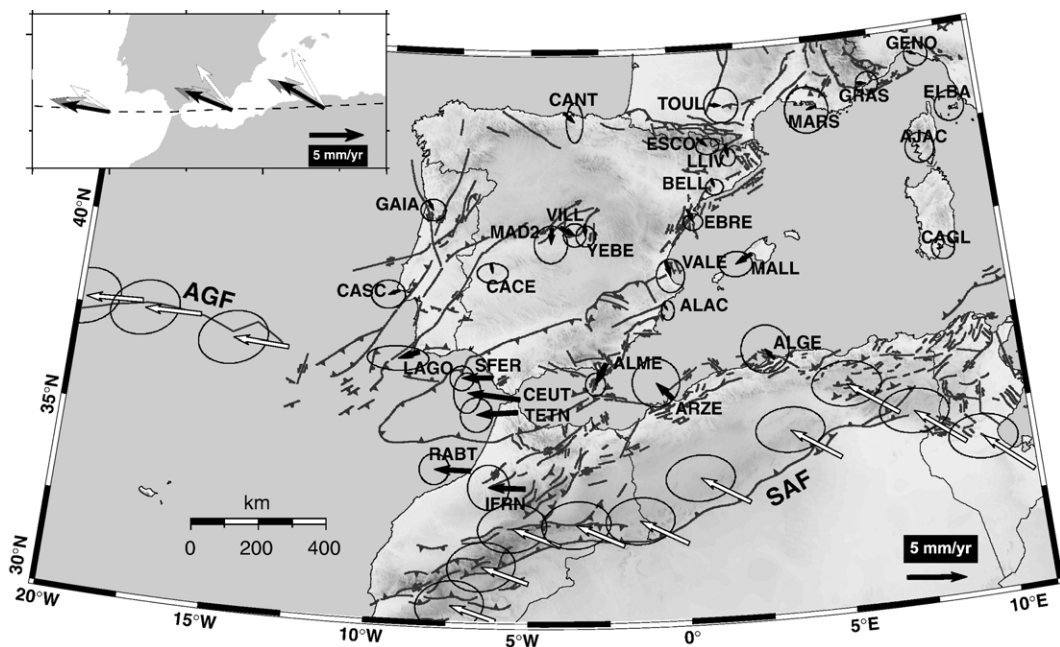 5 mm/yr
GENO
GRAS
ELBA
CANT
TOUL
MARS
ESCO
LLIV
AJAC
BELL
GAIA
VILL
EBRE
MAD2
YEBE
VALE
MALL
CAGL
CACE
CASC
AGF
ALAC
LAGO
SFER
ALME
ALGE
CEUT
TETN
ARZE
RABT
IFRN
SAF
km
0 200 400
5 mm/yr
40°N
35°N
30°N
20°W
15°W
10°W
5°W
0°
5°E
10°E